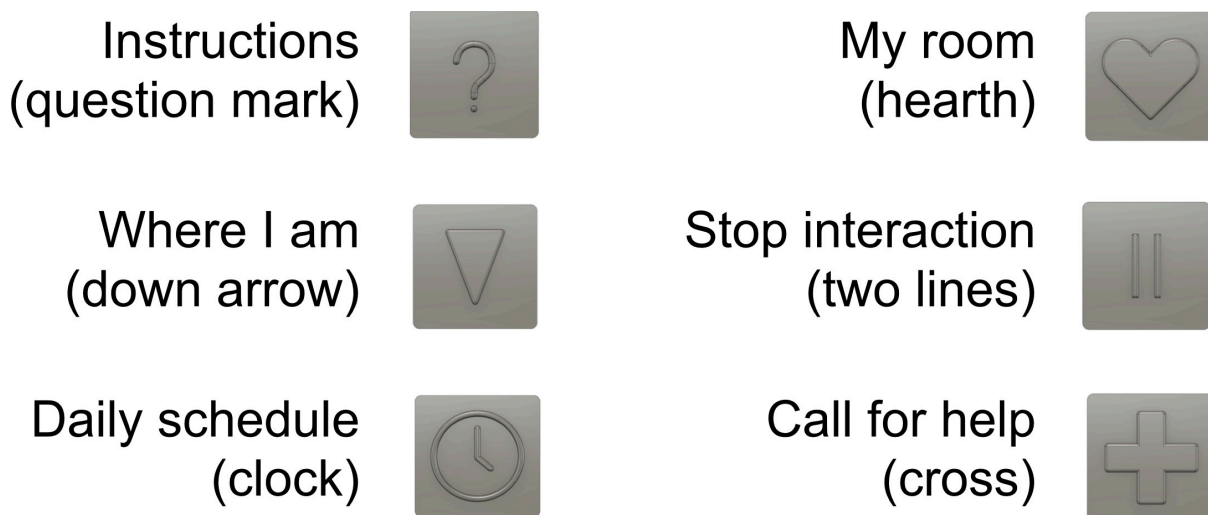 Instructions
(question mark)
My room
(hearth)
Where I am
(down arrow)
Stop interaction
(two lines)
Daily schedule
(clock)
Call for help
(cross)